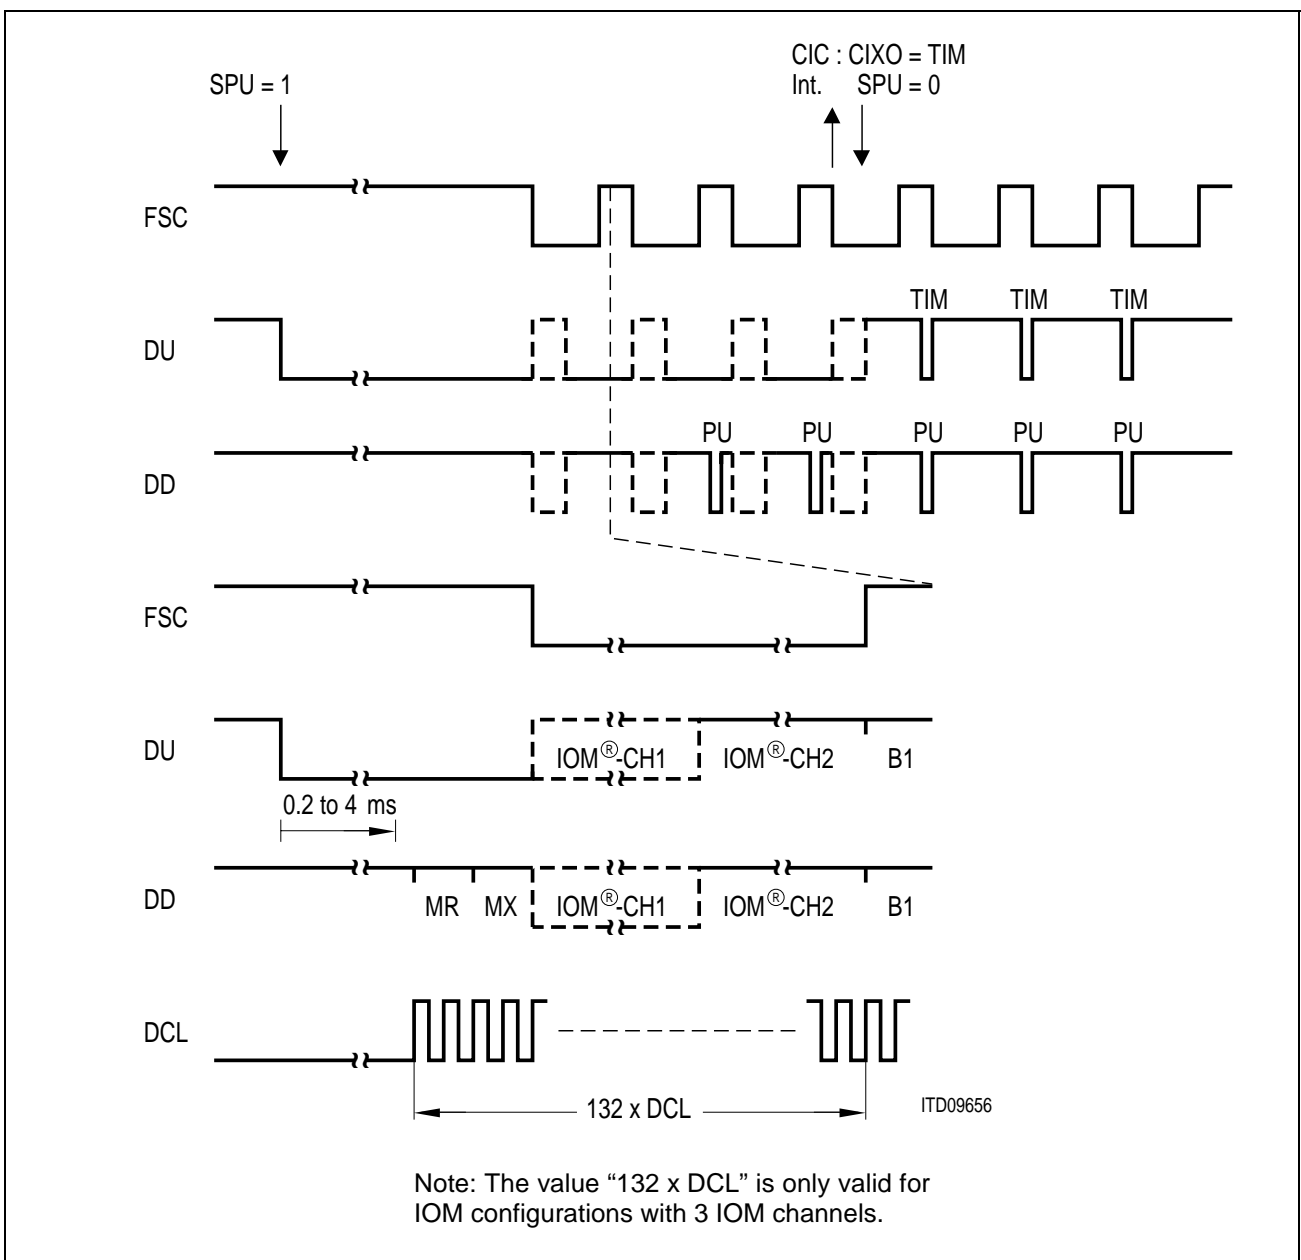 CIC : CIXO = TIM
SPU = 1
Int. SPU = 0
FSC
TIM TIM TIM
DU
PU PU PU PU PU
DD
FSC
DU IOM®-CH1 IOM®-CH2 B1
0.2 to 4 ms
DD MR MX IOM®-CH1 IOM®-CH2 B1
DCL
132 x DCL
ITD09656
Note: The value “132 x DCL” is only valid for
IOM configurations with 3 IOM channels.